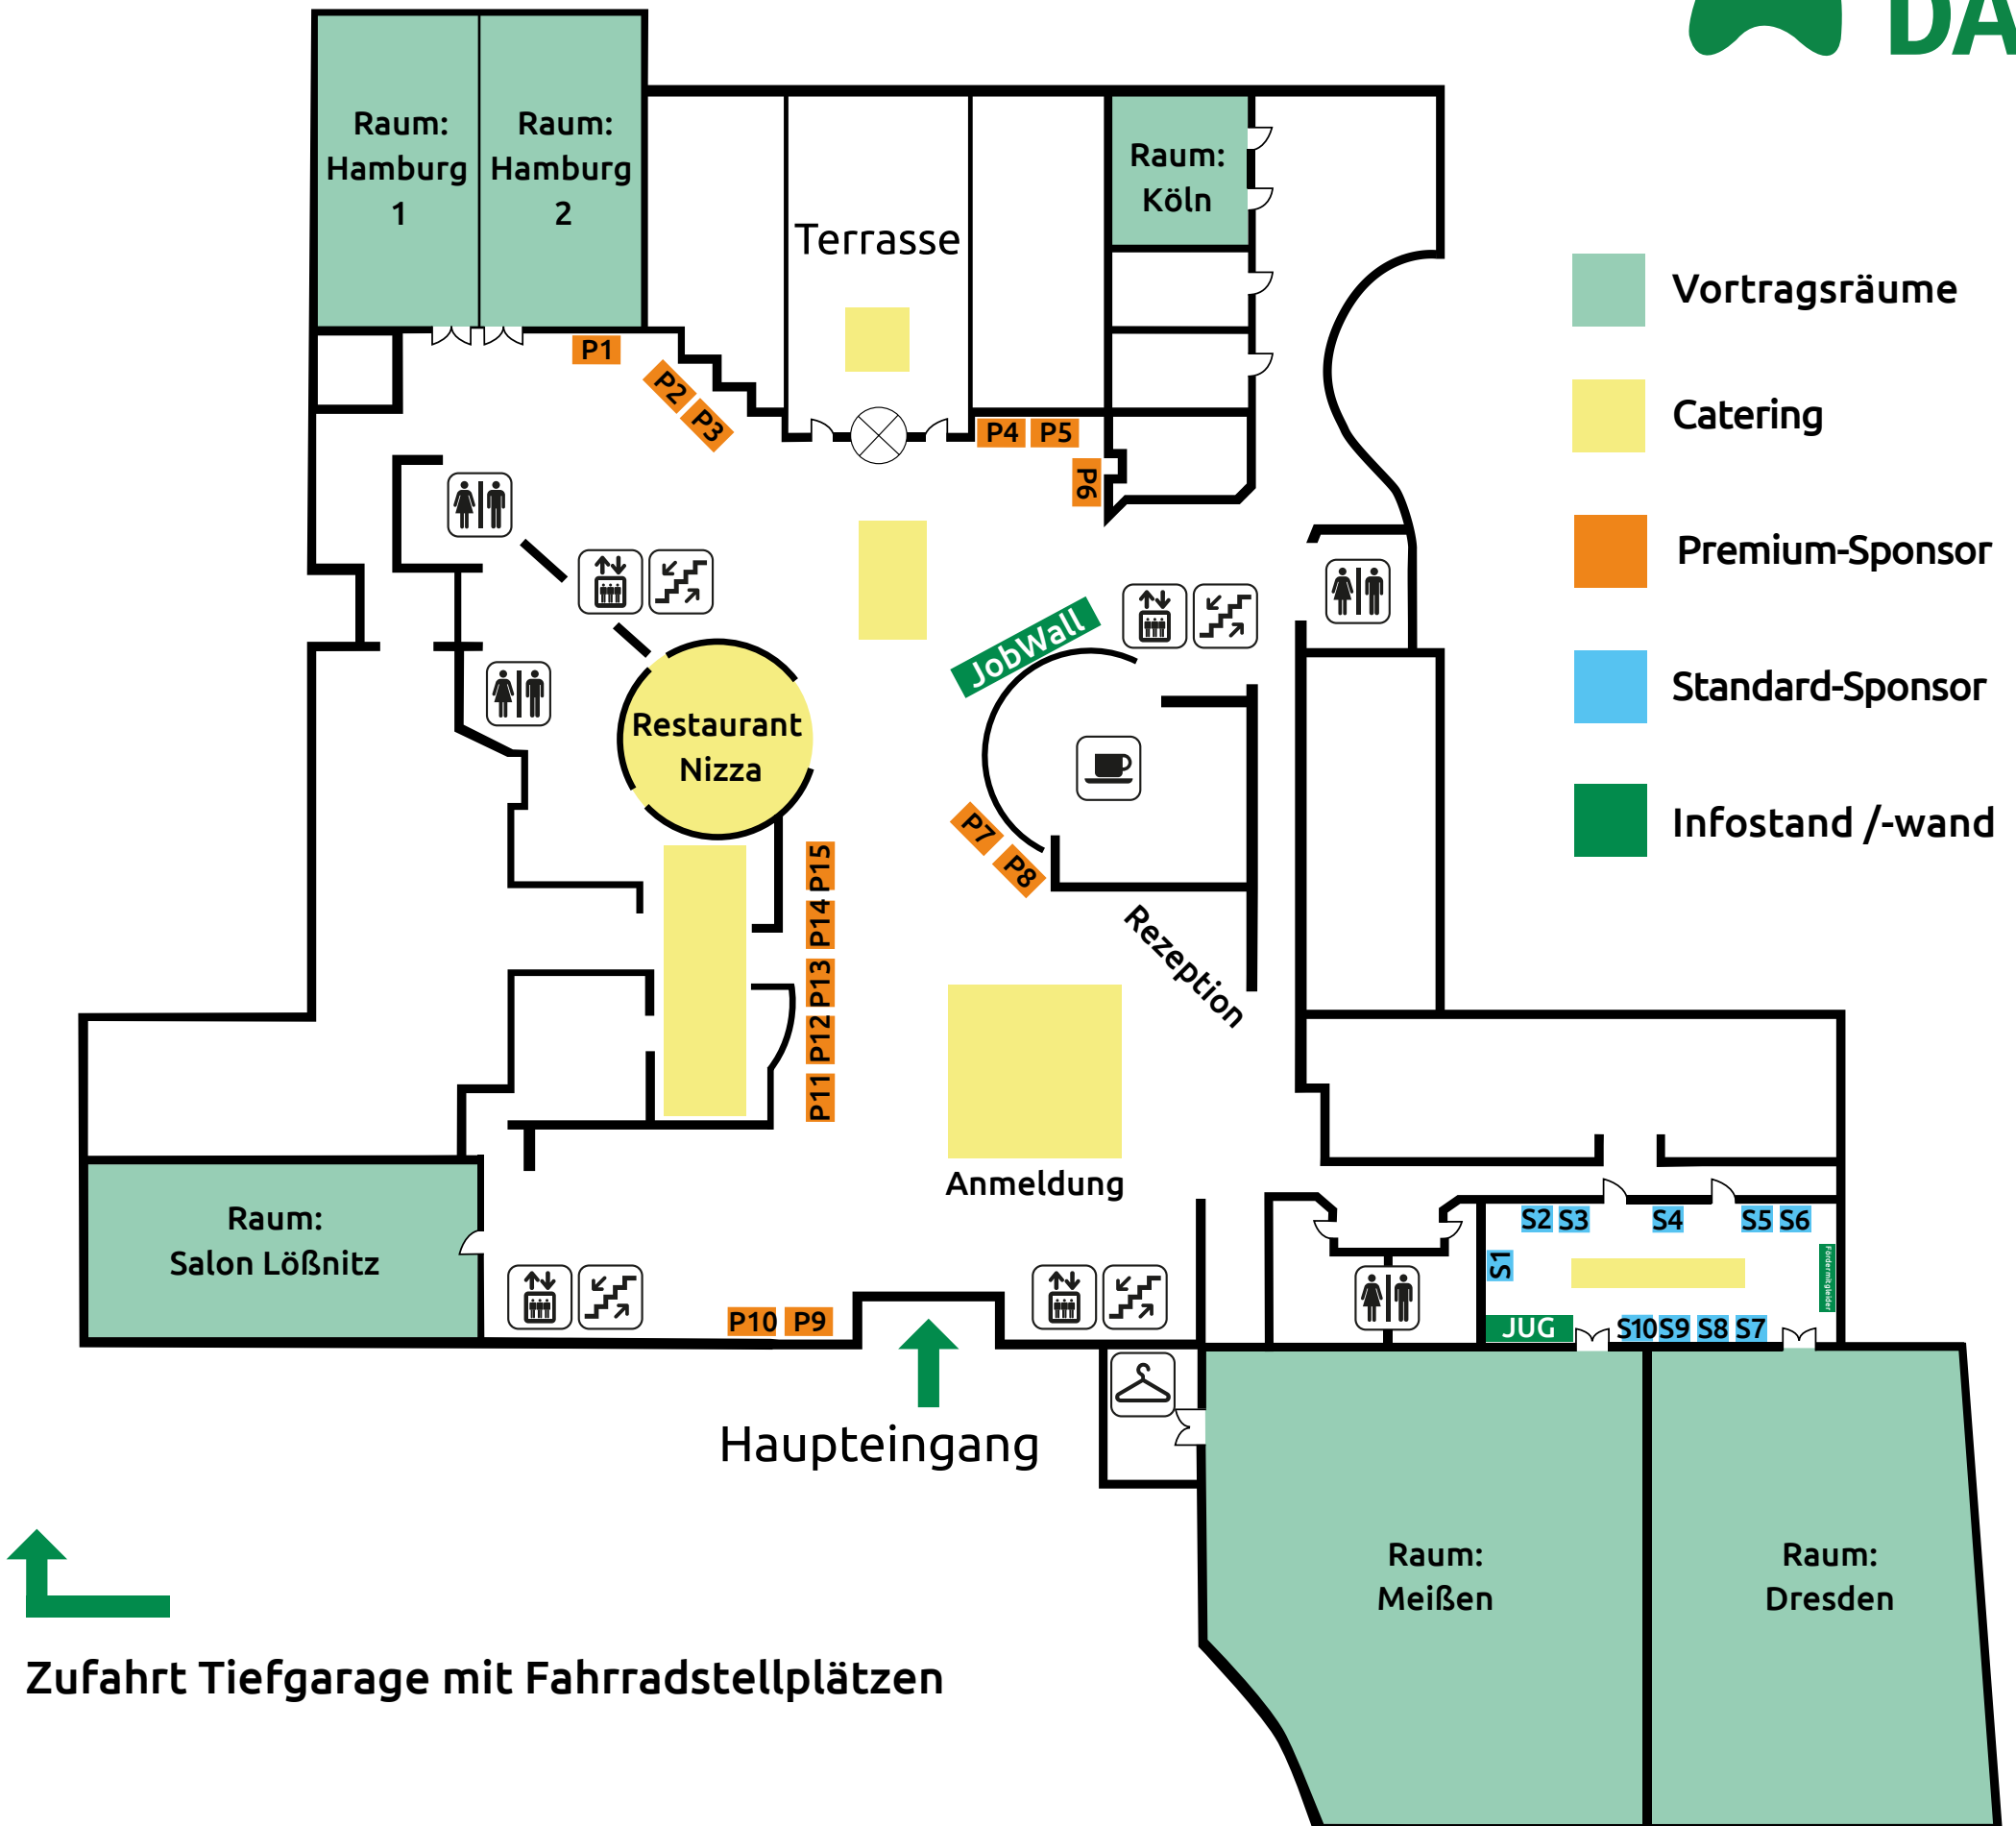 DA
Raum:
Hamburg
1
Raum:
Hamburg
2
Terrasse
Raum:
Köln
Vortragsräume
Catering
Premium-Sponsor
Standard-Sponsor
Infostand /-wand
P1
P2
P3
P4
P5
P6
JobWall
Restaurant
Nizza
P7
P8
P15
P14
P13
P12
P11
Rezeption
Anmeldung
Raum:
Salon Lößnitz
P10
P9
S1
S2
S3
S4
S5
S6
Fördermitglieder
JUG
S10
S9
S8
S7
Haupteingang
Raum:
Meißen
Raum:
Dresden
Zufahrt Tiefgarage mit Fahrradstellplätzen